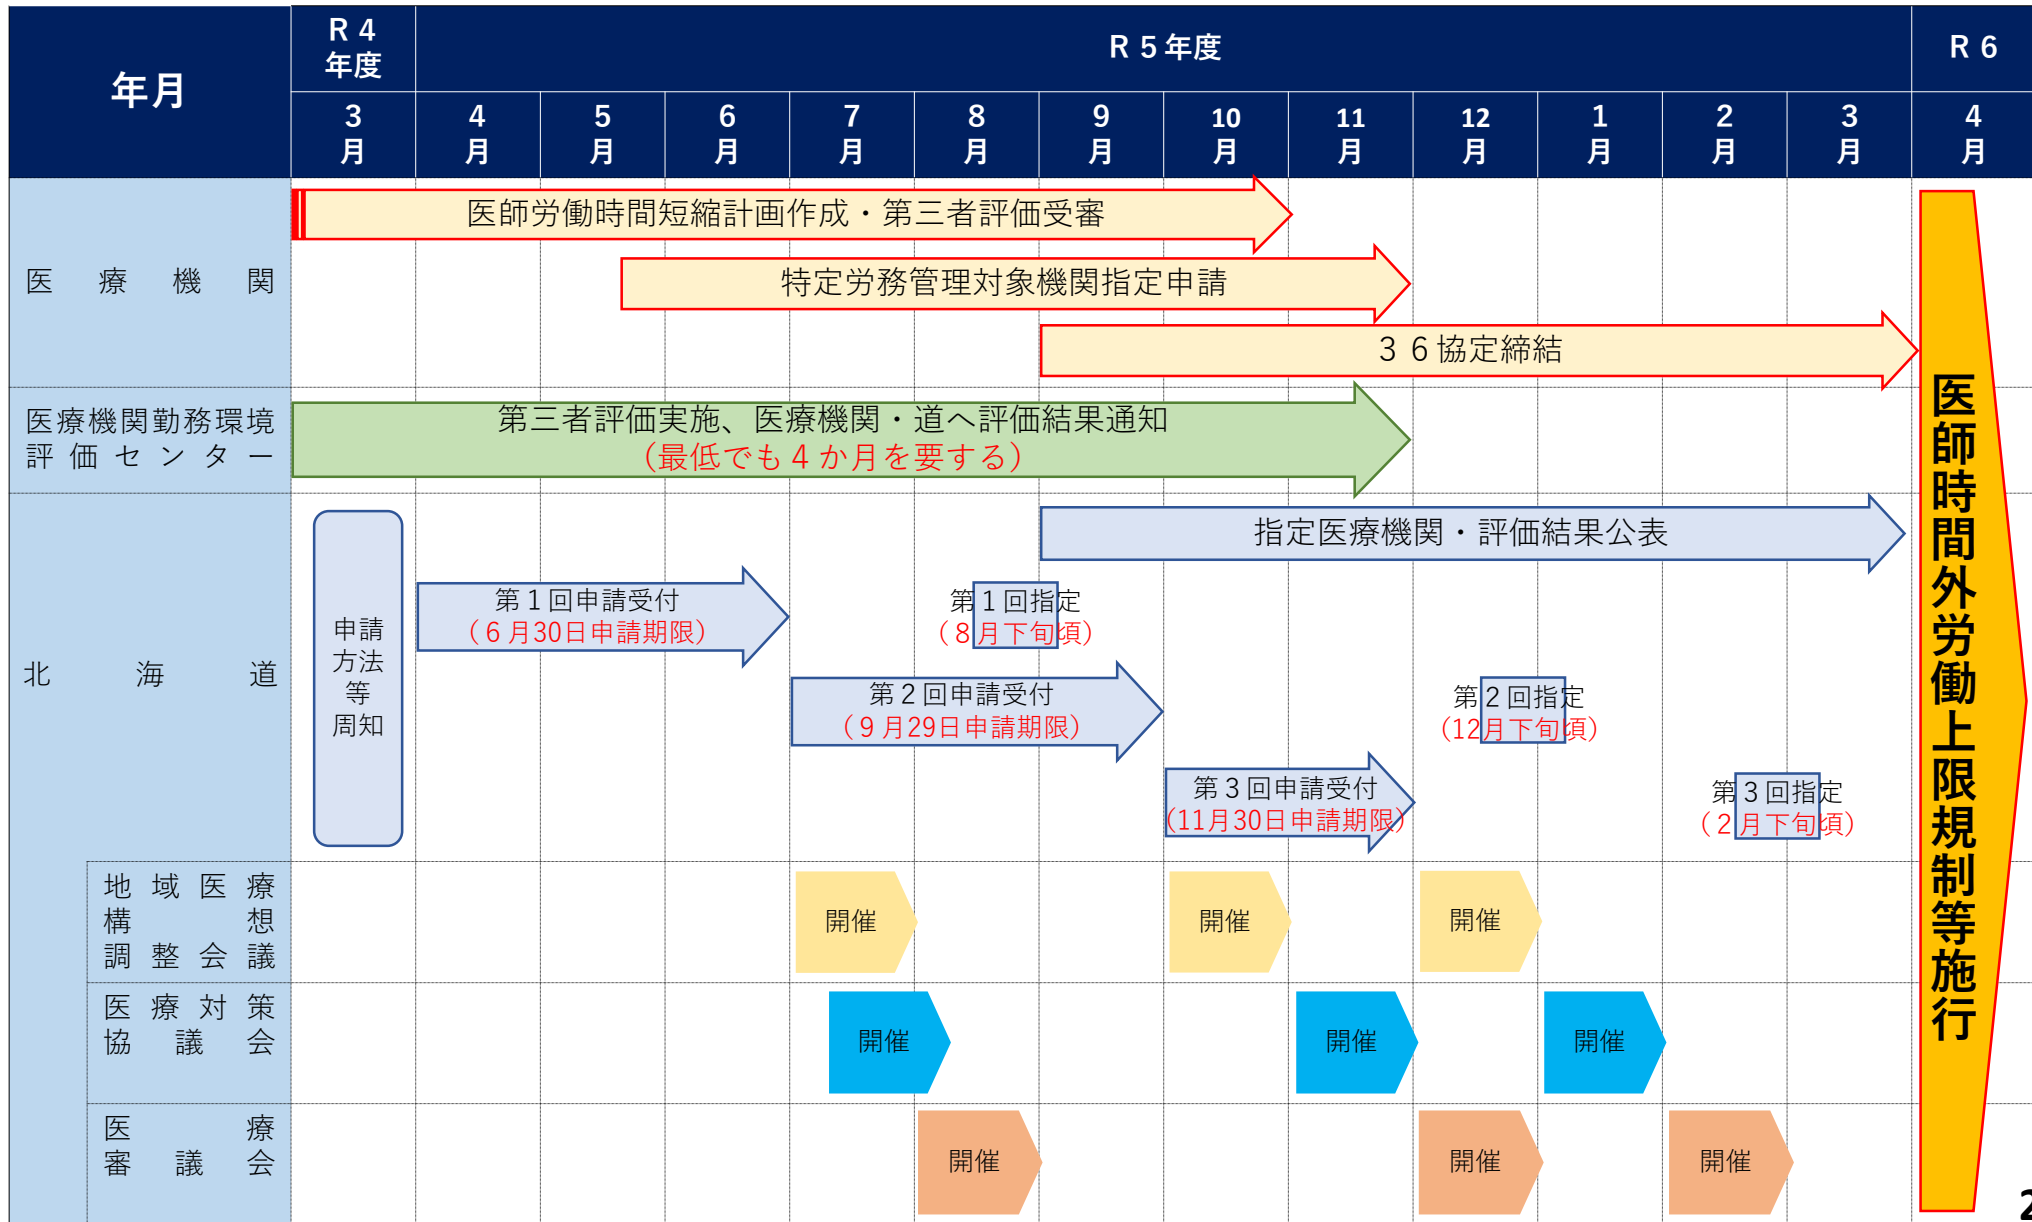 年月
Ｒ４
年度
Ｒ５年度
Ｒ６
3
月
4
月
5
月
6
月
7
月
8
月
9
月
10
月
11
月
12
月
1
月
2
月
3
月
4
月
医療機関
医師労働時間短縮計画作成・第三者評価受審
特定労務管理対象機関指定申請
３６協定締結
医療機関勤務環境
評価センター
第三者評価実施、医療機関・道へ評価結果通知
（最低でも４か月を要する）
北海道
申請
方法
等
周知
指定医療機関・評価結果公表
第１回申請受付
（６月30日申請期限）
第１回指定
（８月下旬頃）
第２回申請受付
（９月29日申請期限）
第２回指定
（12月下旬頃）
第３回申請受付
（11月30日申請期限）
第３回指定
（２月下旬頃）
地域医療
構想
調整会議
開催
開催
開催
医療対策
協議会
開催
開催
開催
医療
審議会
開催
開催
開催
医師時間外労働上限規制等施行
2